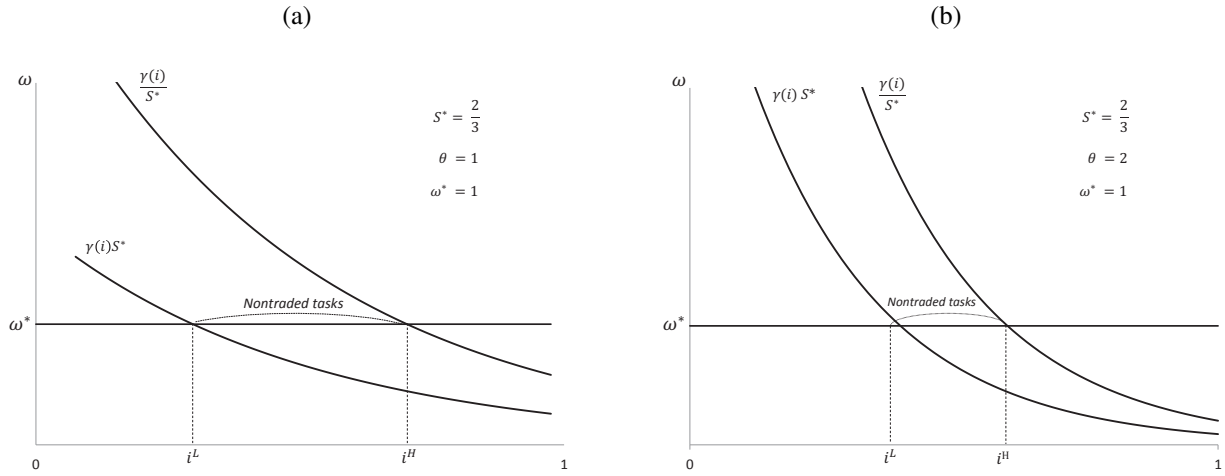 (a)
ω
γ(i)
S*
S* = 2
3
θ = 1
ω* = 1
γ(i)S*
Nontraded tasks
ω*
0
i^L
i^H
1
(b)
ω
γ(i) S*
γ(i)
S*
S* = 2
3
θ = 2
ω* = 1
Nontraded tasks
ω*
0
i^L
i^H
1